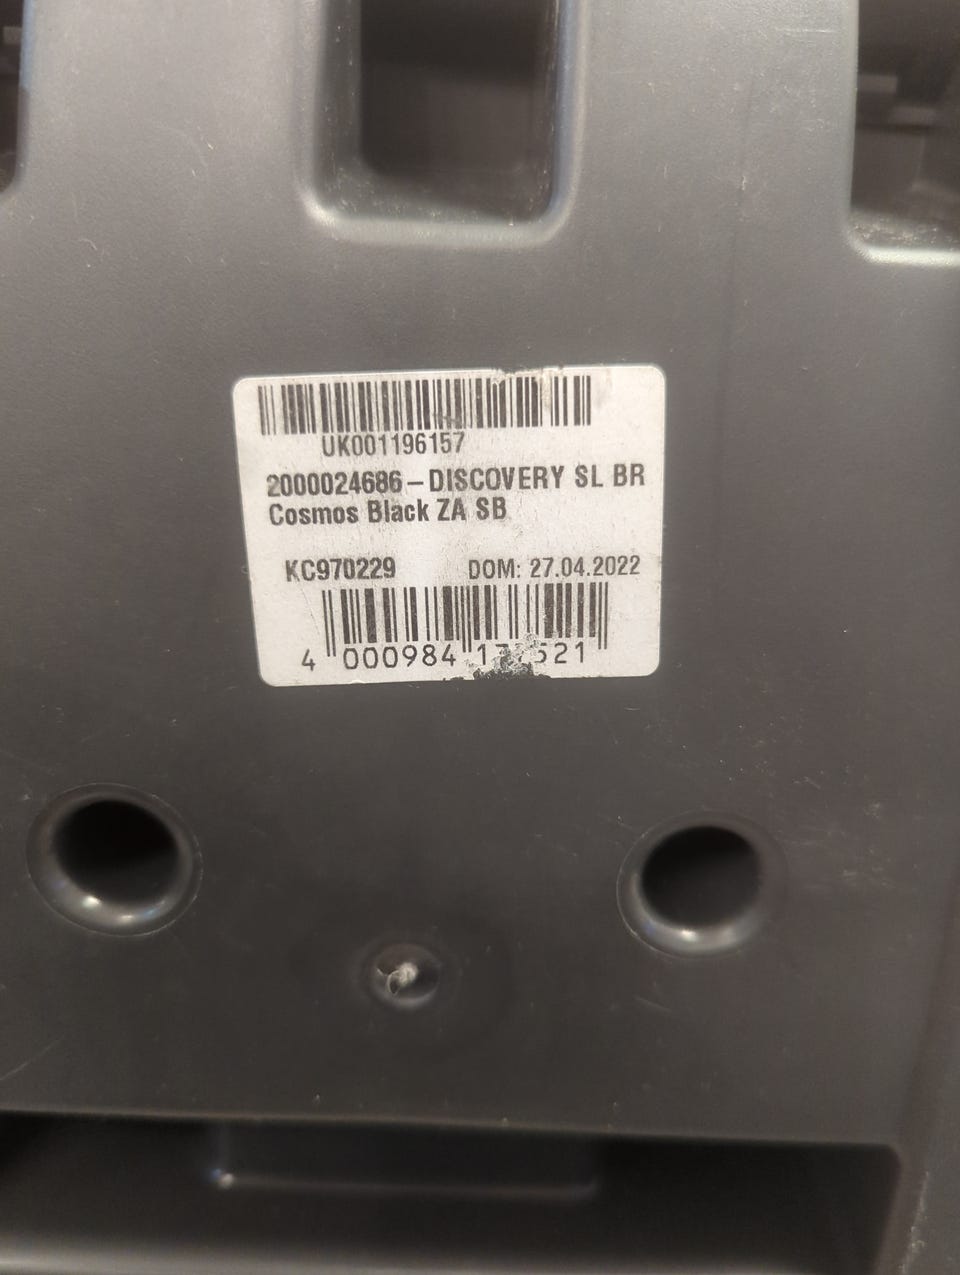 UK001196157
2000024686 – DISCOVERY SL BR
Cosmos Black ZA SB
KC970229 DOM: 27.04.2022
4 000984